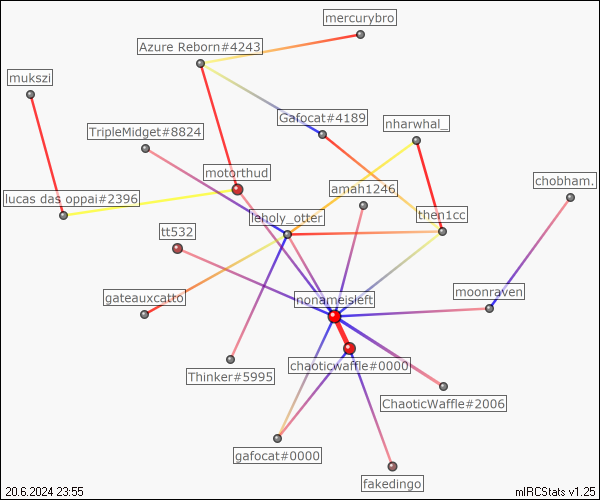 mercurybro
Azure Reborn#4243
mukszi
Gafocat#4189
nharwhal_
TripleMidget#8824
motorthud
chobham.
amah1246
lucas das oppai#2396
then1cc
leholy_otter
tt532
moonraven
gateauxcatto
nonameisleft
chaoticwaffle#0000
Thinker#5995
ChaoticWaffle#2006
gafocat#0000
fakedingo
20.6.2024 23:55
mIRCStats v1.25